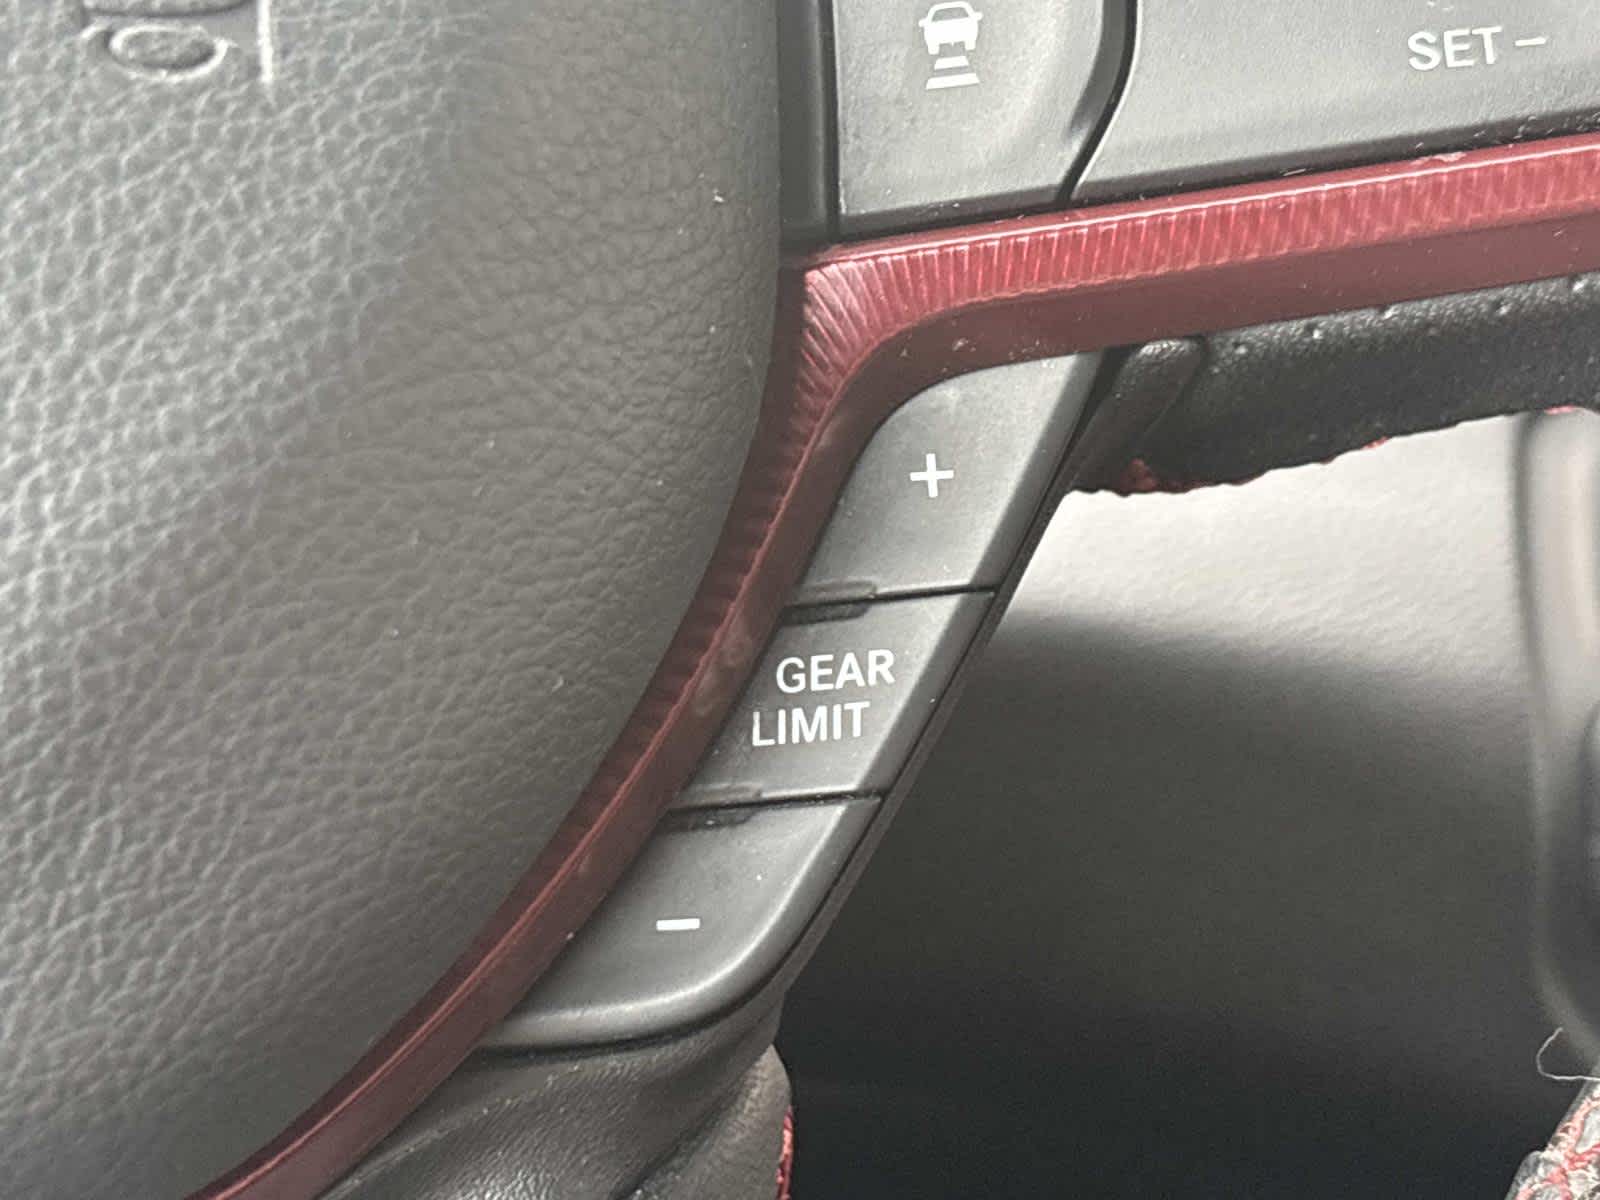 SET –
+
GEAR
LIMIT
–